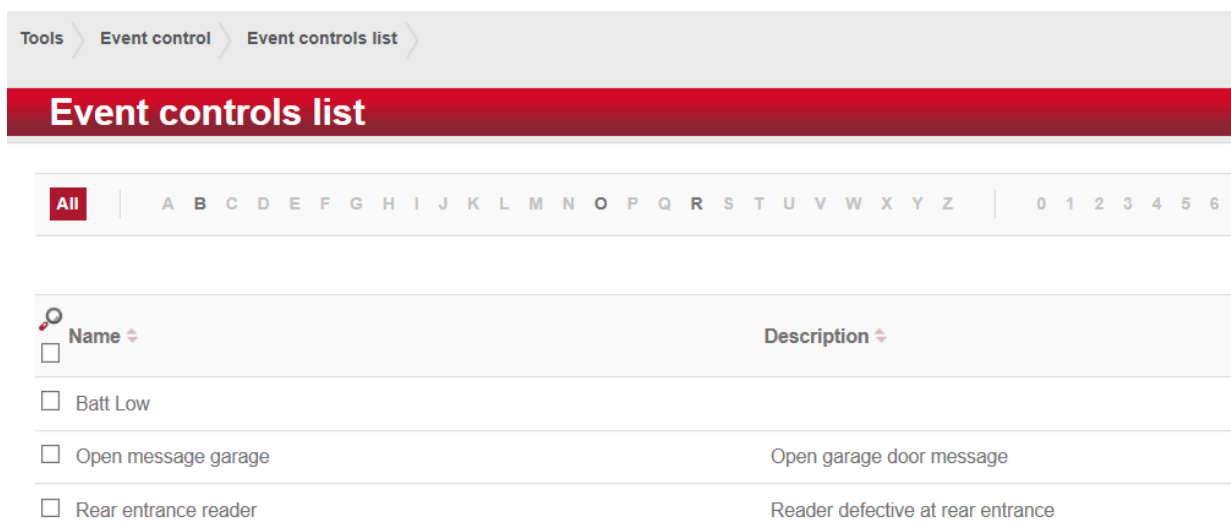 Tools Event control Event controls list
Event controls list
All A B C D E F G H I J K L M N O P Q R S T U V W X Y Z 0 1 2 3 4 5 6
Name Description
Batt Low
Open message garage Open garage door message
Rear entrance reader Reader defective at rear entrance